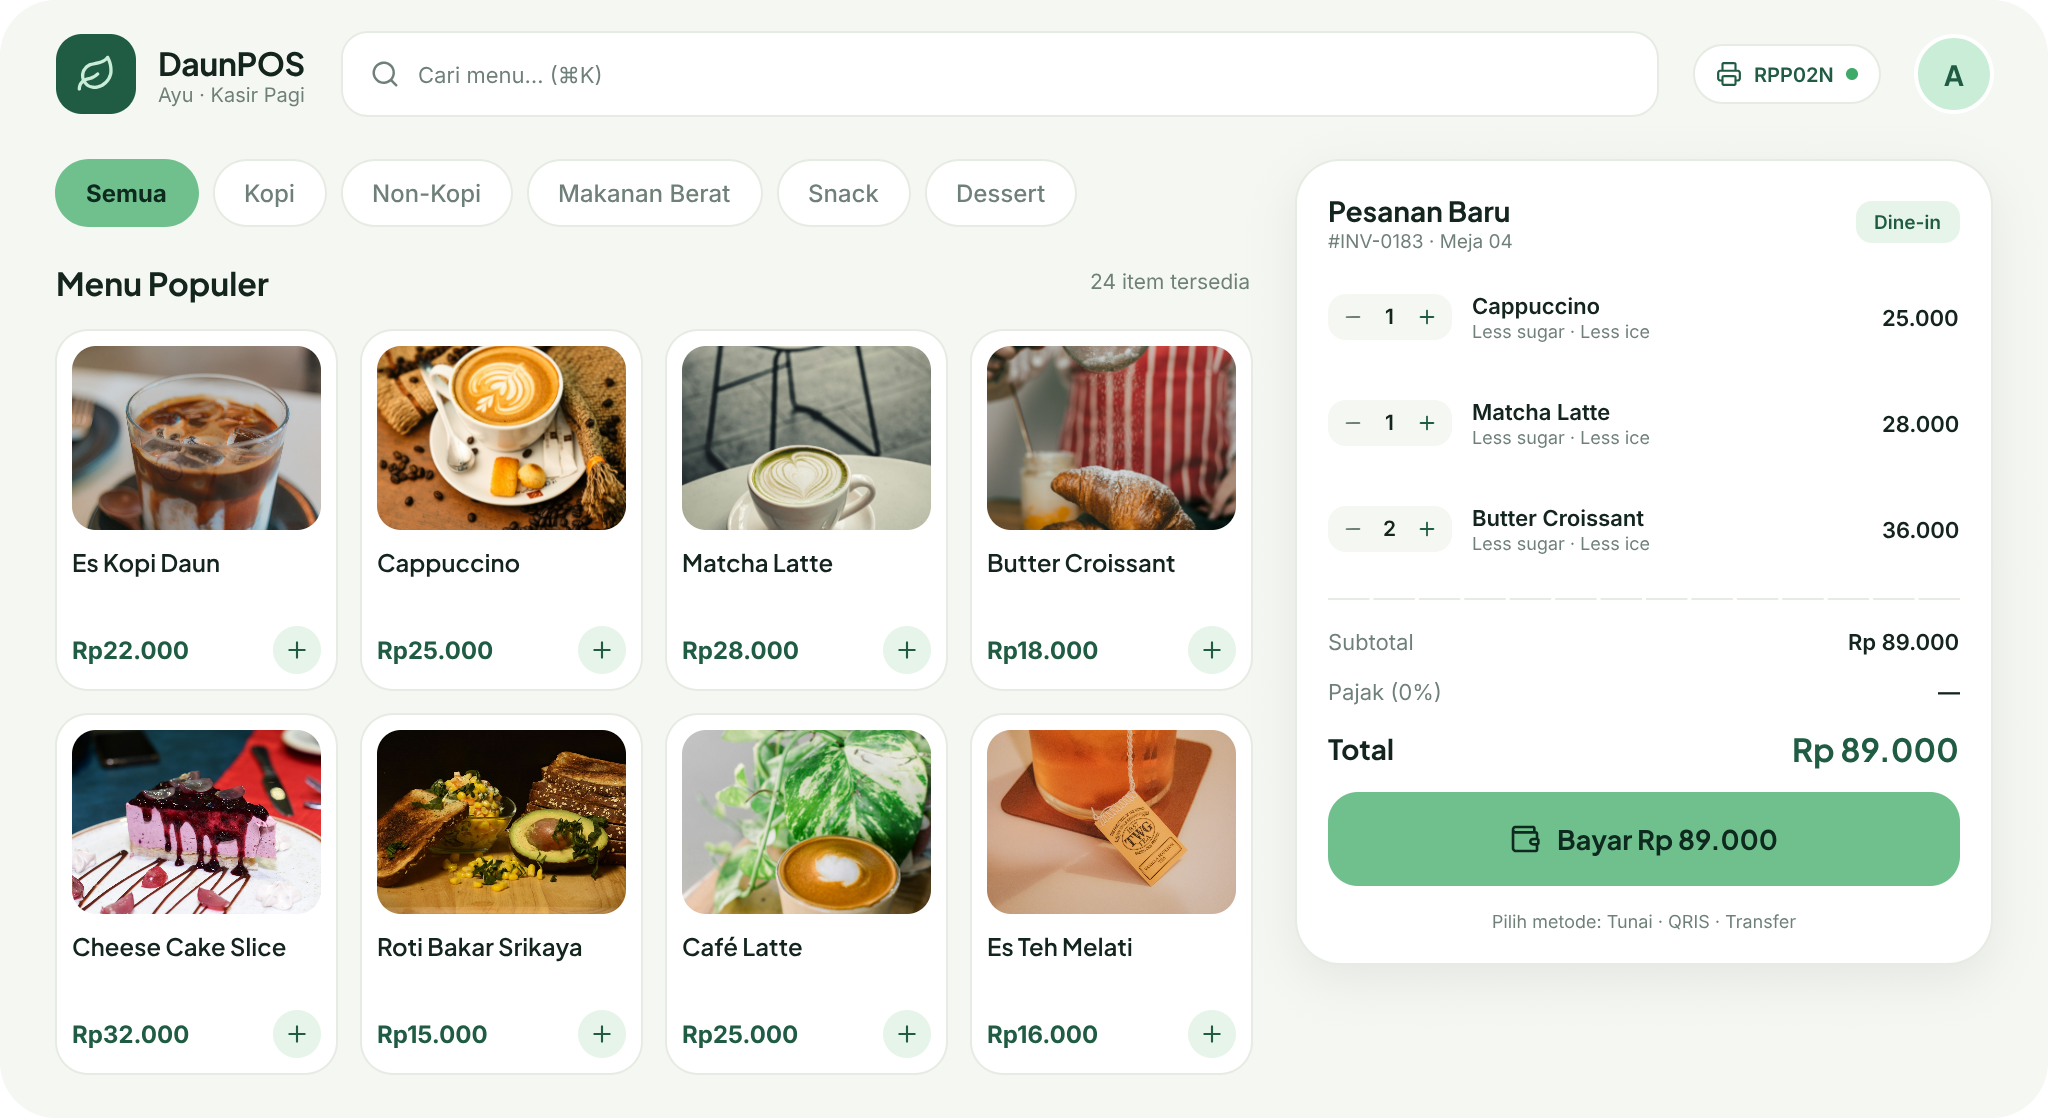 DaunPOS
Ayu · Kasir Pagi
Cari menu... (⌘K)
RPP02N
A
Semua
Kopi
Non-Kopi
Makanan Berat
Snack
Dessert
Menu Populer
24 item tersedia
Es Kopi Daun
Rp22.000
Cappuccino
Rp25.000
Matcha Latte
Rp28.000
Butter Croissant
Rp18.000
TWG
Cheese Cake Slice
Rp32.000
Roti Bakar Srikaya
Rp15.000
Café Latte
Rp25.000
Es Teh Melati
Rp16.000
Pesanan Baru
#INV-0183 · Meja 04
Dine-in
− 1 +
Cappuccino
Less sugar · Less ice
25.000
− 1 +
Matcha Latte
Less sugar · Less ice
28.000
− 2 +
Butter Croissant
Less sugar · Less ice
36.000
Subtotal
Rp 89.000
Pajak (0%)
—
Total
Rp 89.000
Bayar Rp 89.000
Pilih metode: Tunai · QRIS · Transfer